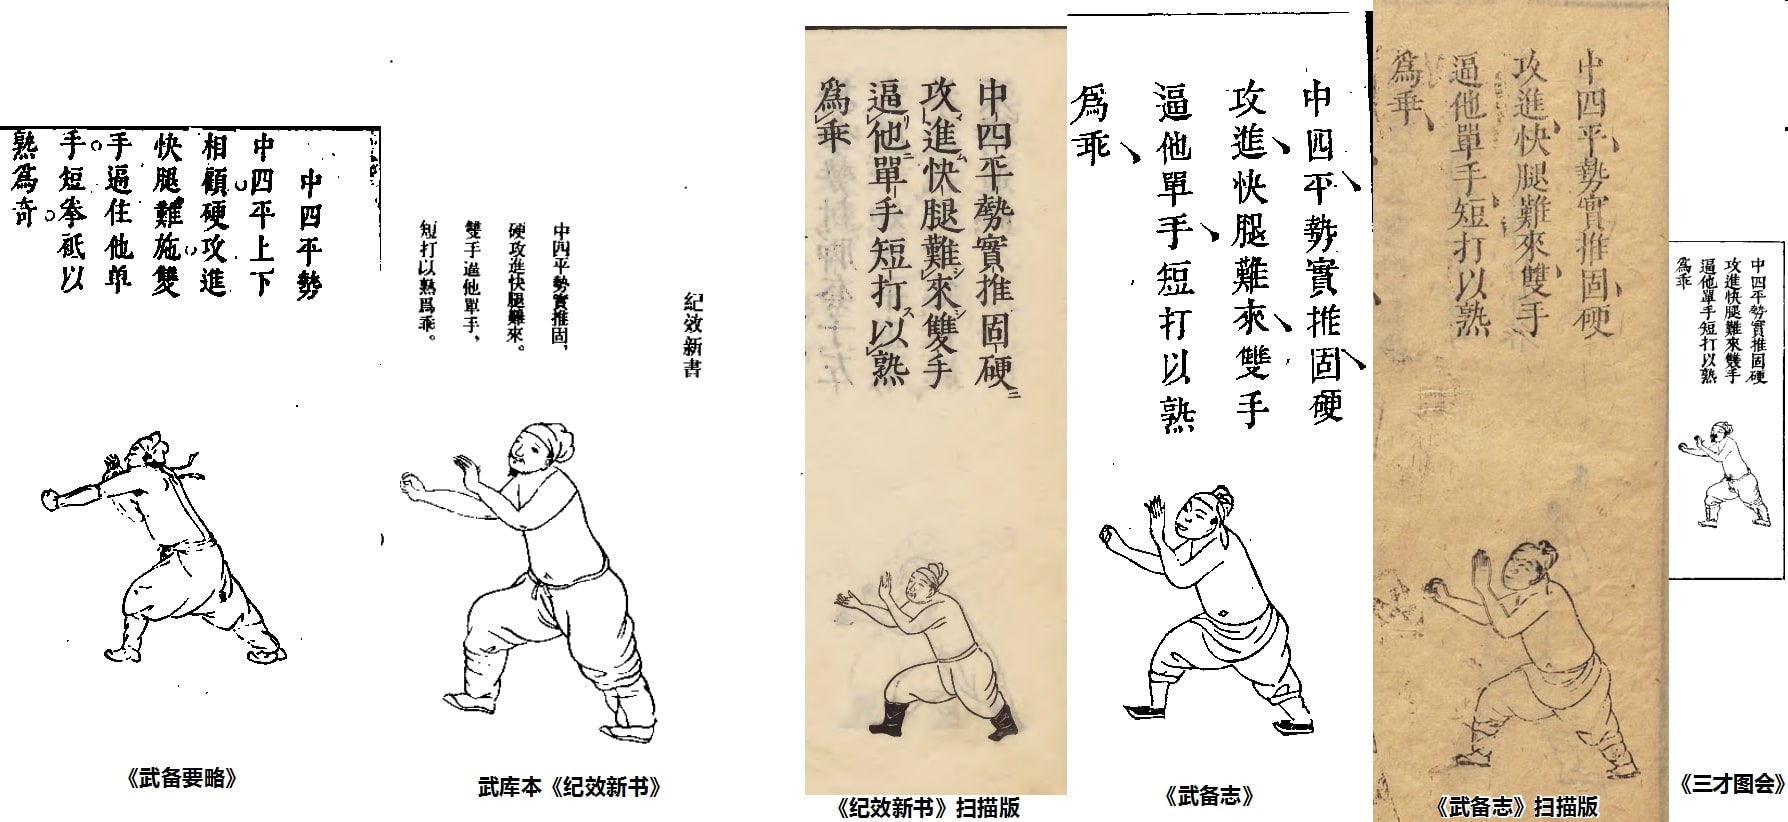 中四平勢
中四平上下
相顧硬攻進
快腿難施雙
手逼住他单
手短拳祗以
熟爲奇
《武备要略》
紀效新書
中四平勢實推固，
硬攻進快腿難來。
雙手逼他單手，
短打以熟爲乖。
武库本《纪效新书》
中四平勢實推固硬
攻進快腿難來雙手
逼他單手短打以熟
爲乖
《纪效新书》扫描版
中四平勢實推固硬
攻進快腿難來雙手
逼他單手短打以熟
爲乖
《武备志》
中四平勢實推固硬
攻進快腿難來雙手
逼他單手短打以熟
爲乖
《武备志》扫描版
中四平勢實推固硬
攻進快腿難來雙手
逼他單手短打以熟
爲乖
《三才图会》